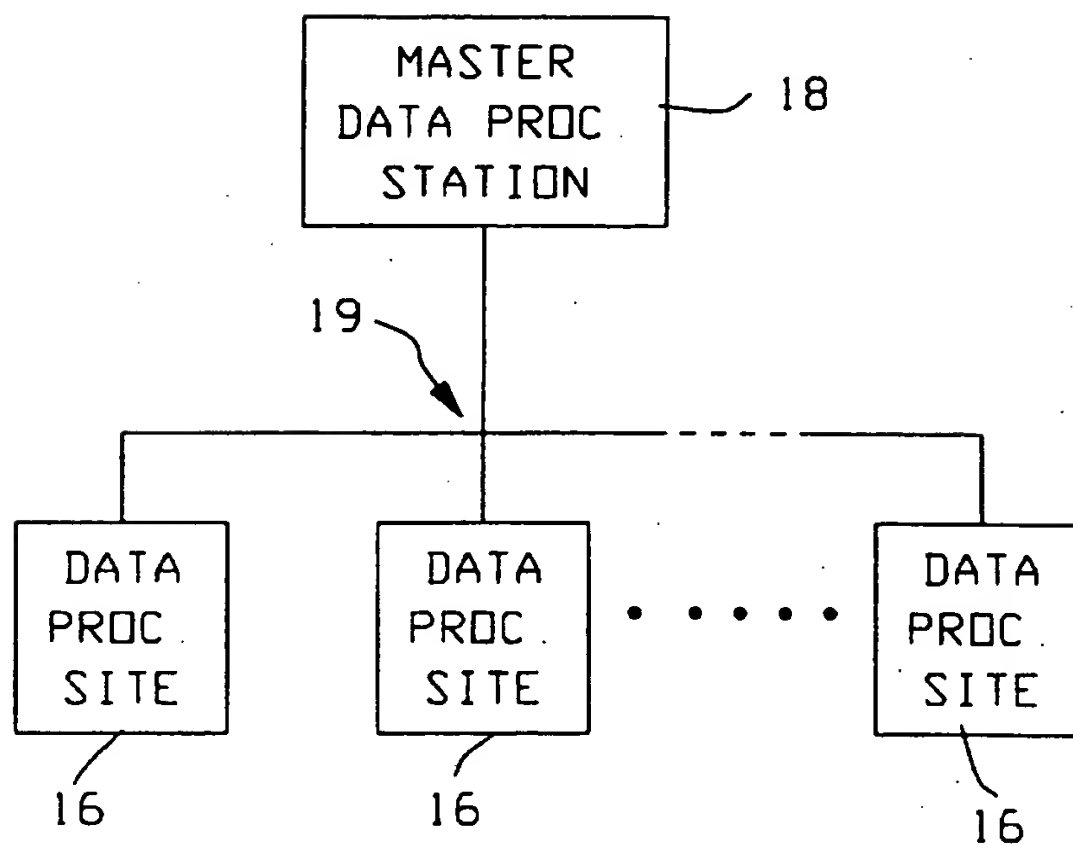 MASTER
DATA PROC
STATION
18
19
DATA
PROC
SITE
DATA
PROC
SITE
DATA
PROC
SITE
16
16
16